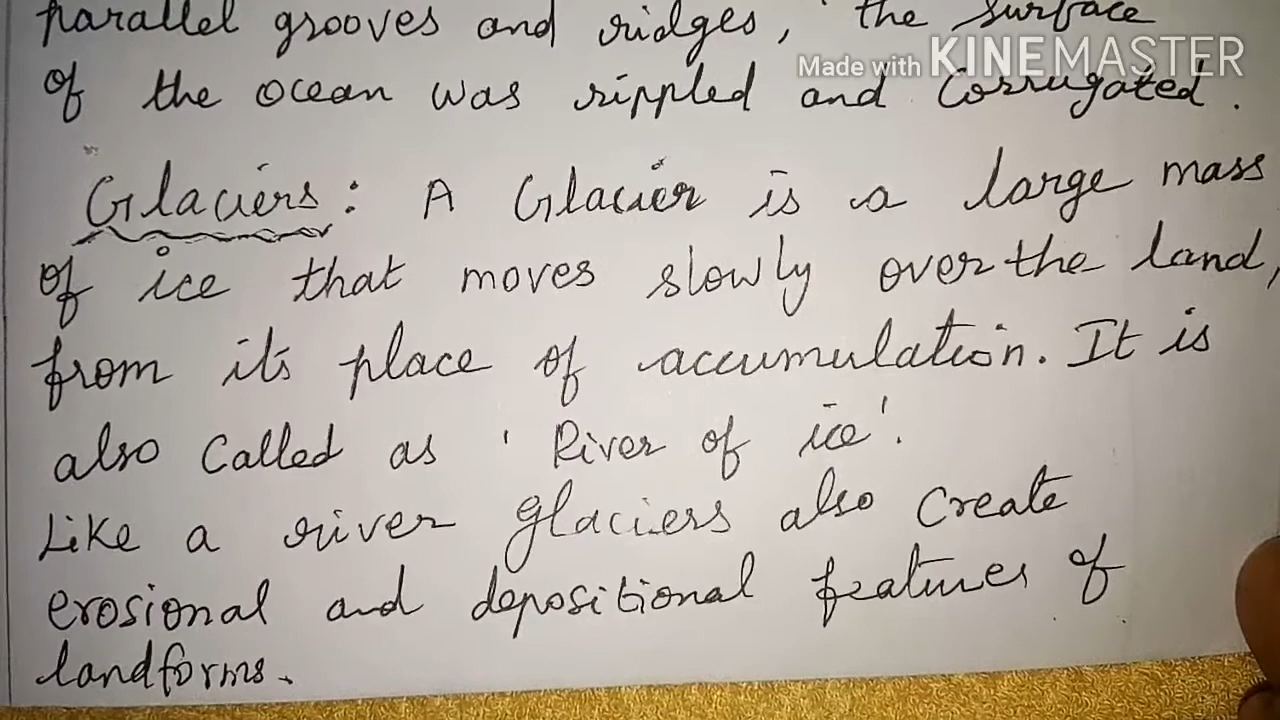 parallel grooves and ridges, the surface
Made with KINEMASTER
of the ocean was rippled and corrugated.
Glaciers: A Glacier is a large mass
of ice that moves slowly over the land,
from its place of accumulation. It is
also called as 'River of ice'.
Like a river glaciers also create
erosional and depositional features of
landforms.